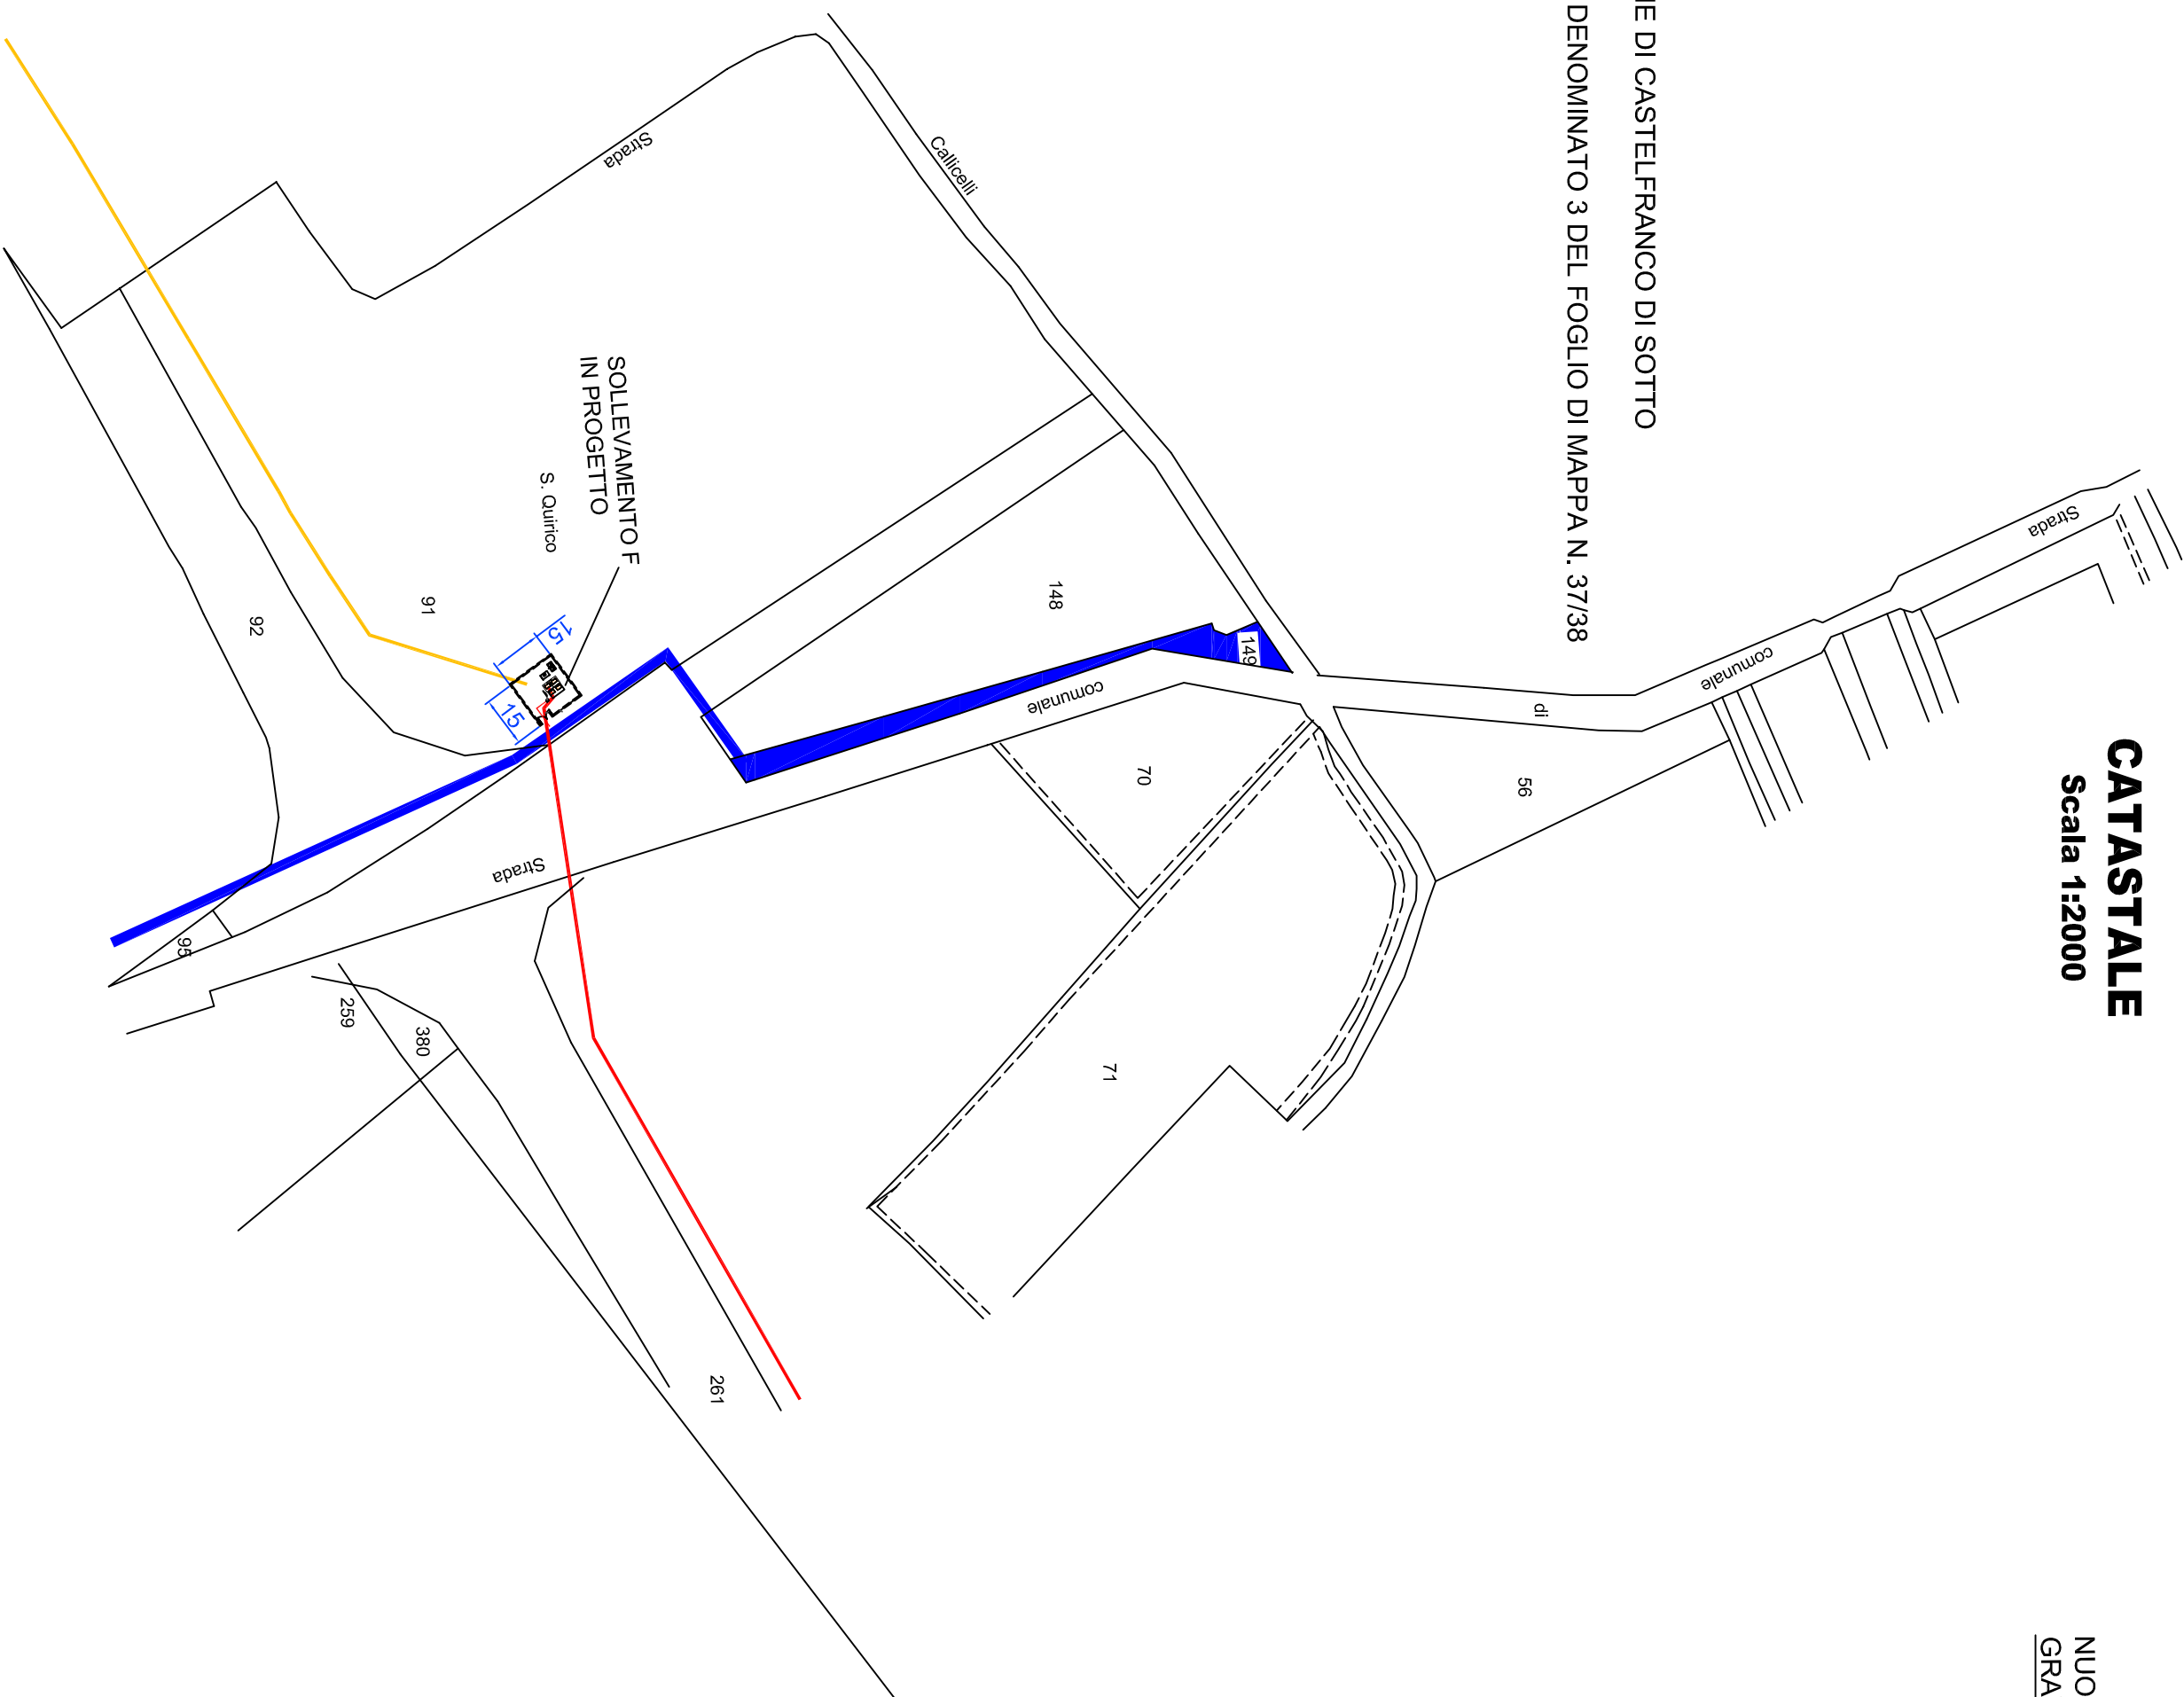 CATASTALE
Scala 1:2000
NUO
GRA
E DI CASTELFRANCO DI SOTTO
DENOMINATO 3 DEL FOGLIO DI MAPPA N. 37/38
Strada
comunale
di
56
Callicelli
Strada
148
149
comunale
70
71
SOLLEVAMENTO F
IN PROGETTO
S. Quirico
15
15
91
92
Strada
95
259
380
261